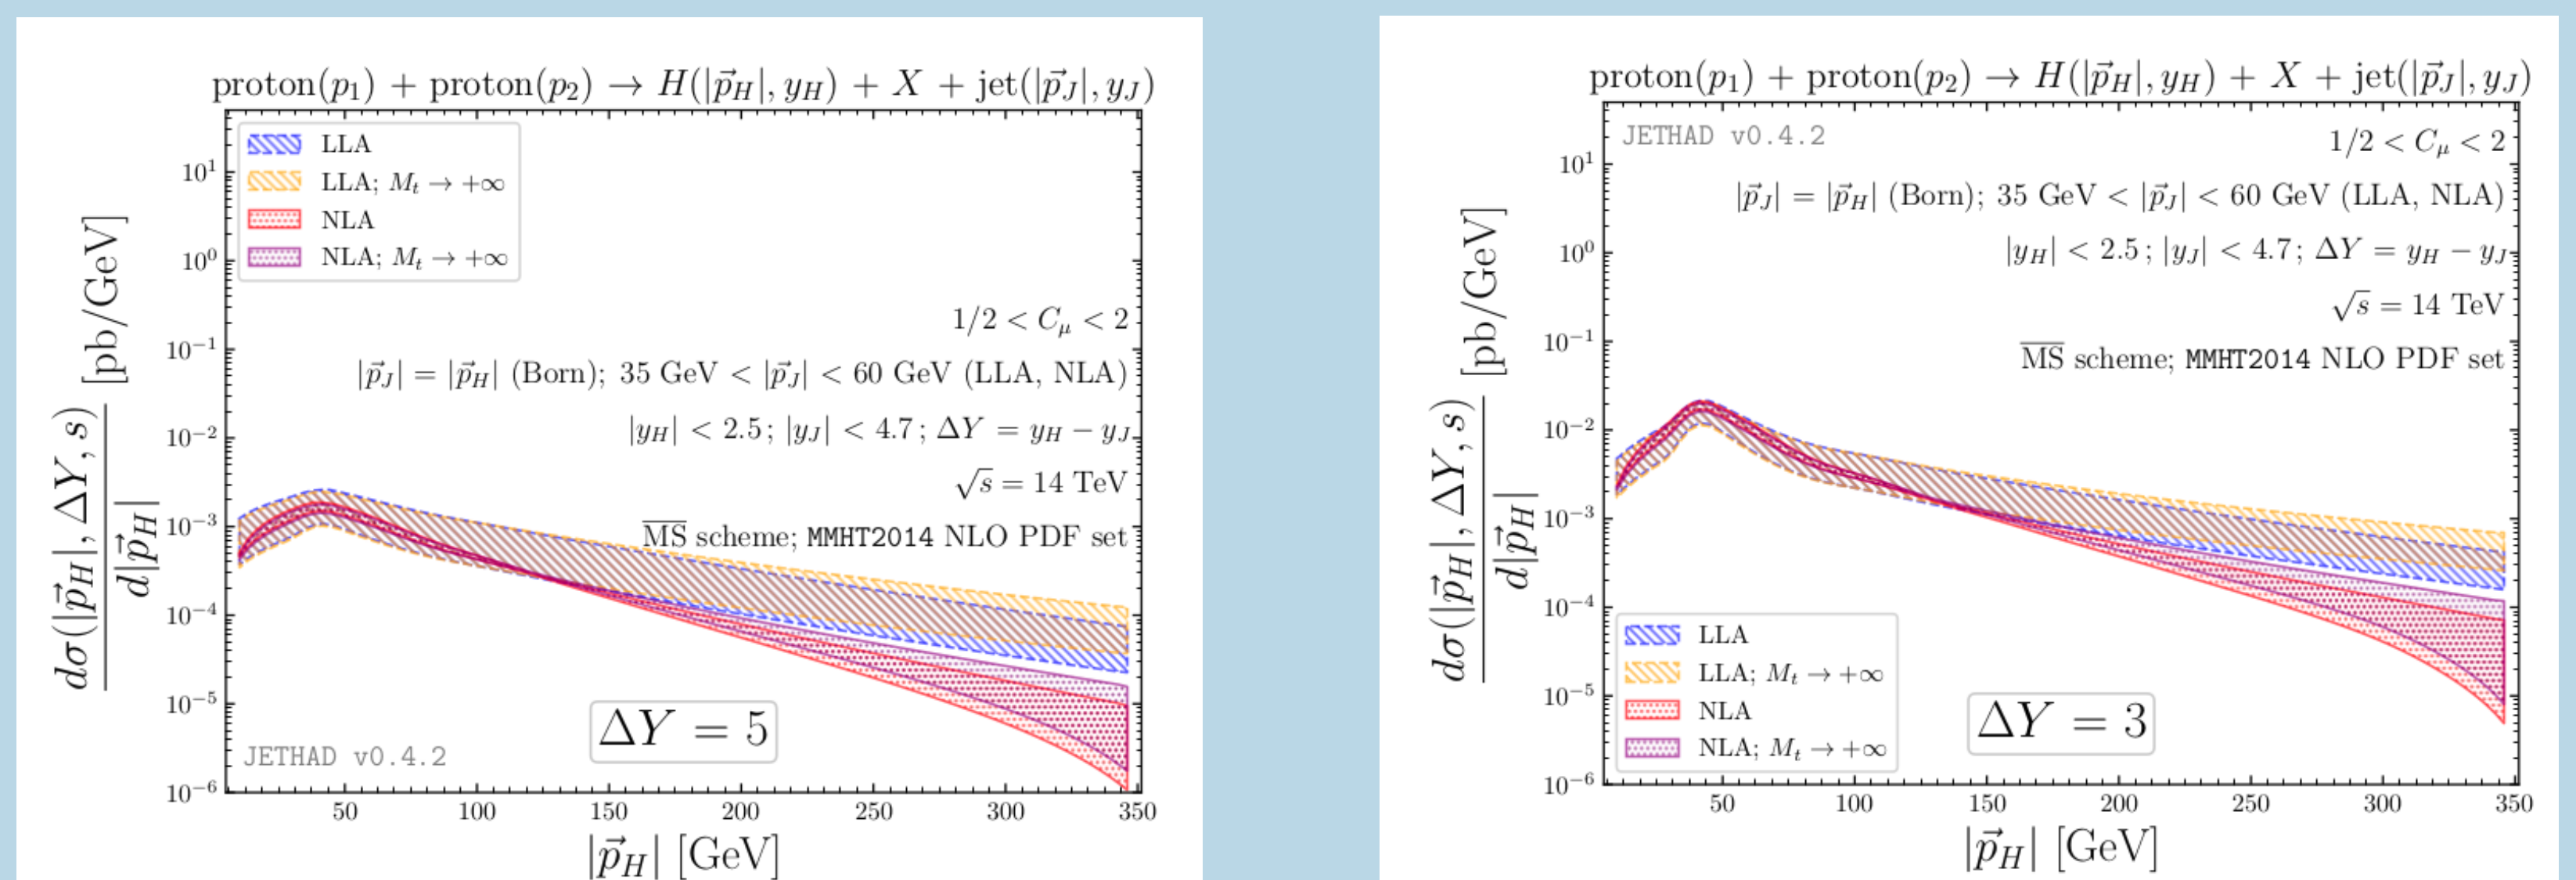 proton(p₁) + proton(p₂) → H(|p⃗_H|, y_H) + X + jet(|p⃗_J|, y_J)
LLA
LLA; M_t → +∞
NLA
NLA; M_t → +∞
1/2 < C_μ < 2
|p⃗_J| = |p⃗_H| (Born); 35 GeV < |p⃗_J| < 60 GeV (LLA, NLA)
|y_H| < 2.5; |y_J| < 4.7; ΔY = y_H − y_J
√s = 14 TeV
M̅S̅ scheme; MMHT2014 NLO PDF set
ΔY = 5
JETHAD v0.4.2
dσ(|p⃗_H|, ΔY, s)
d|p⃗_H|
[pb/GeV]
10¹
10⁰
10⁻¹
10⁻²
10⁻³
10⁻⁴
10⁻⁵
10⁻⁶
50 100 150 200 250 300 350
|p⃗_H| [GeV]
proton(p₁) + proton(p₂) → H(|p⃗_H|, y_H) + X + jet(|p⃗_J|, y_J)
JETHAD v0.4.2
1/2 < C_μ < 2
|p⃗_J| = |p⃗_H| (Born); 35 GeV < |p⃗_J| < 60 GeV (LLA, NLA)
|y_H| < 2.5; |y_J| < 4.7; ΔY = y_H − y_J
√s = 14 TeV
M̅S̅ scheme; MMHT2014 NLO PDF set
LLA
LLA; M_t → +∞
NLA
NLA; M_t → +∞
ΔY = 3
dσ(|p⃗_H|, ΔY, s)
d|p⃗_H|
[pb/GeV]
10¹
10⁰
10⁻¹
10⁻²
10⁻³
10⁻⁴
10⁻⁵
10⁻⁶
50 100 150 200 250 300 350
|p⃗_H| [GeV]